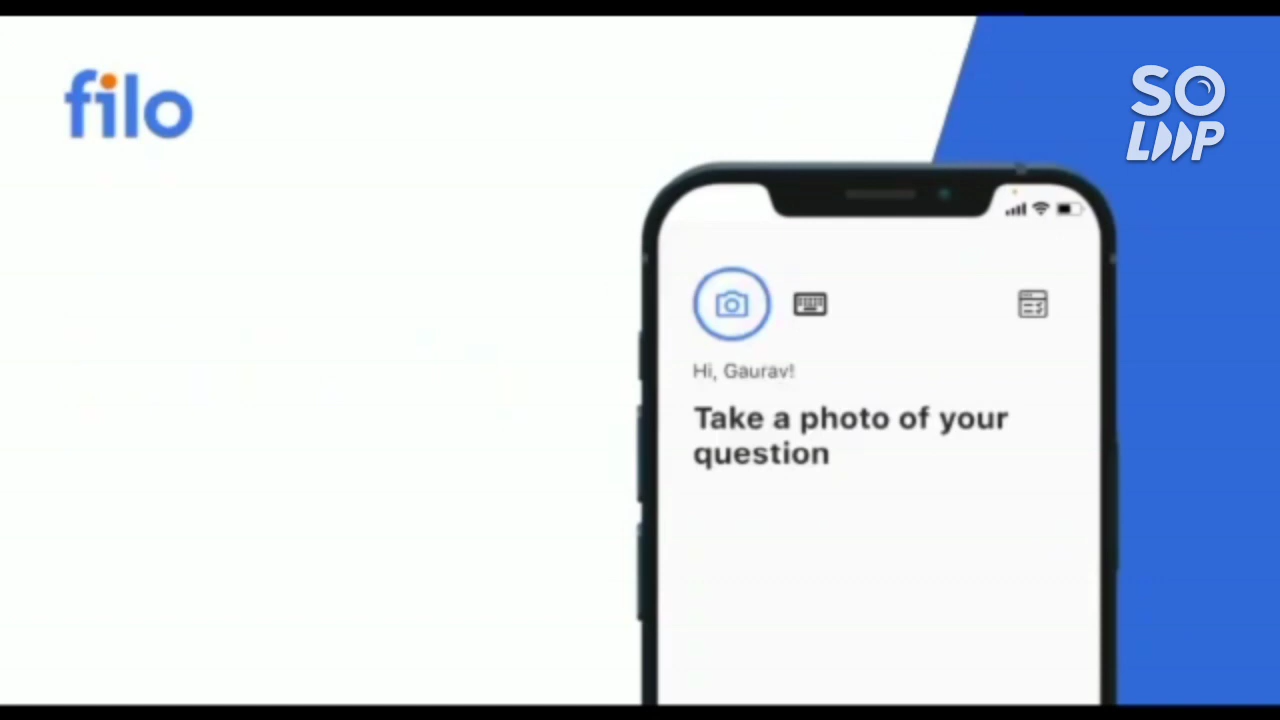 filo
SO
LOOP
Hi, Gaurav!
Take a photo of your
question